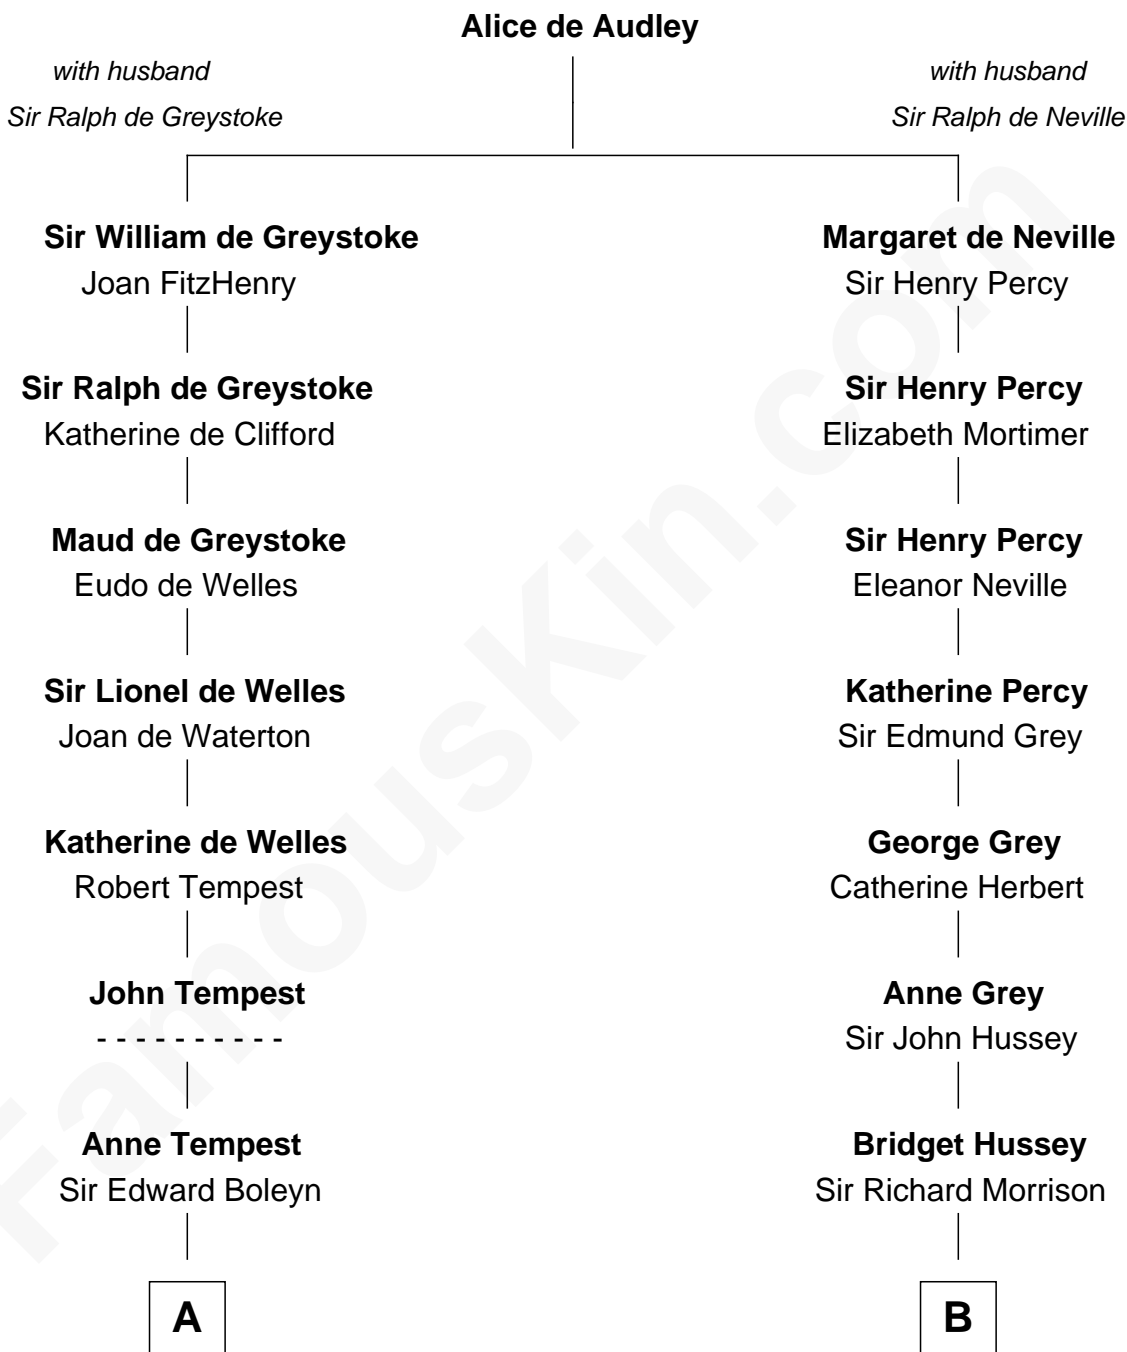 Alice de Audley
with husband
Sir Ralph de Greystoke
with husband
Sir Ralph de Neville
Sir William de Greystoke
Joan FitzHenry
Margaret de Neville
Sir Henry Percy
Sir Ralph de Greystoke
Katherine de Clifford
Sir Henry Percy
Elizabeth Mortimer
Maud de Greystoke
Eudo de Welles
Sir Henry Percy
Eleanor Neville
Sir Lionel de Welles
Joan de Waterton
Katherine Percy
Sir Edmund Grey
Katherine de Welles
Robert Tempest
George Grey
Catherine Herbert
John Tempest
- - - - - - - - - -
Anne Grey
Sir John Hussey
Anne Tempest
Sir Edward Boleyn
Bridget Hussey
Sir Richard Morrison
A
B
FamousKin.com